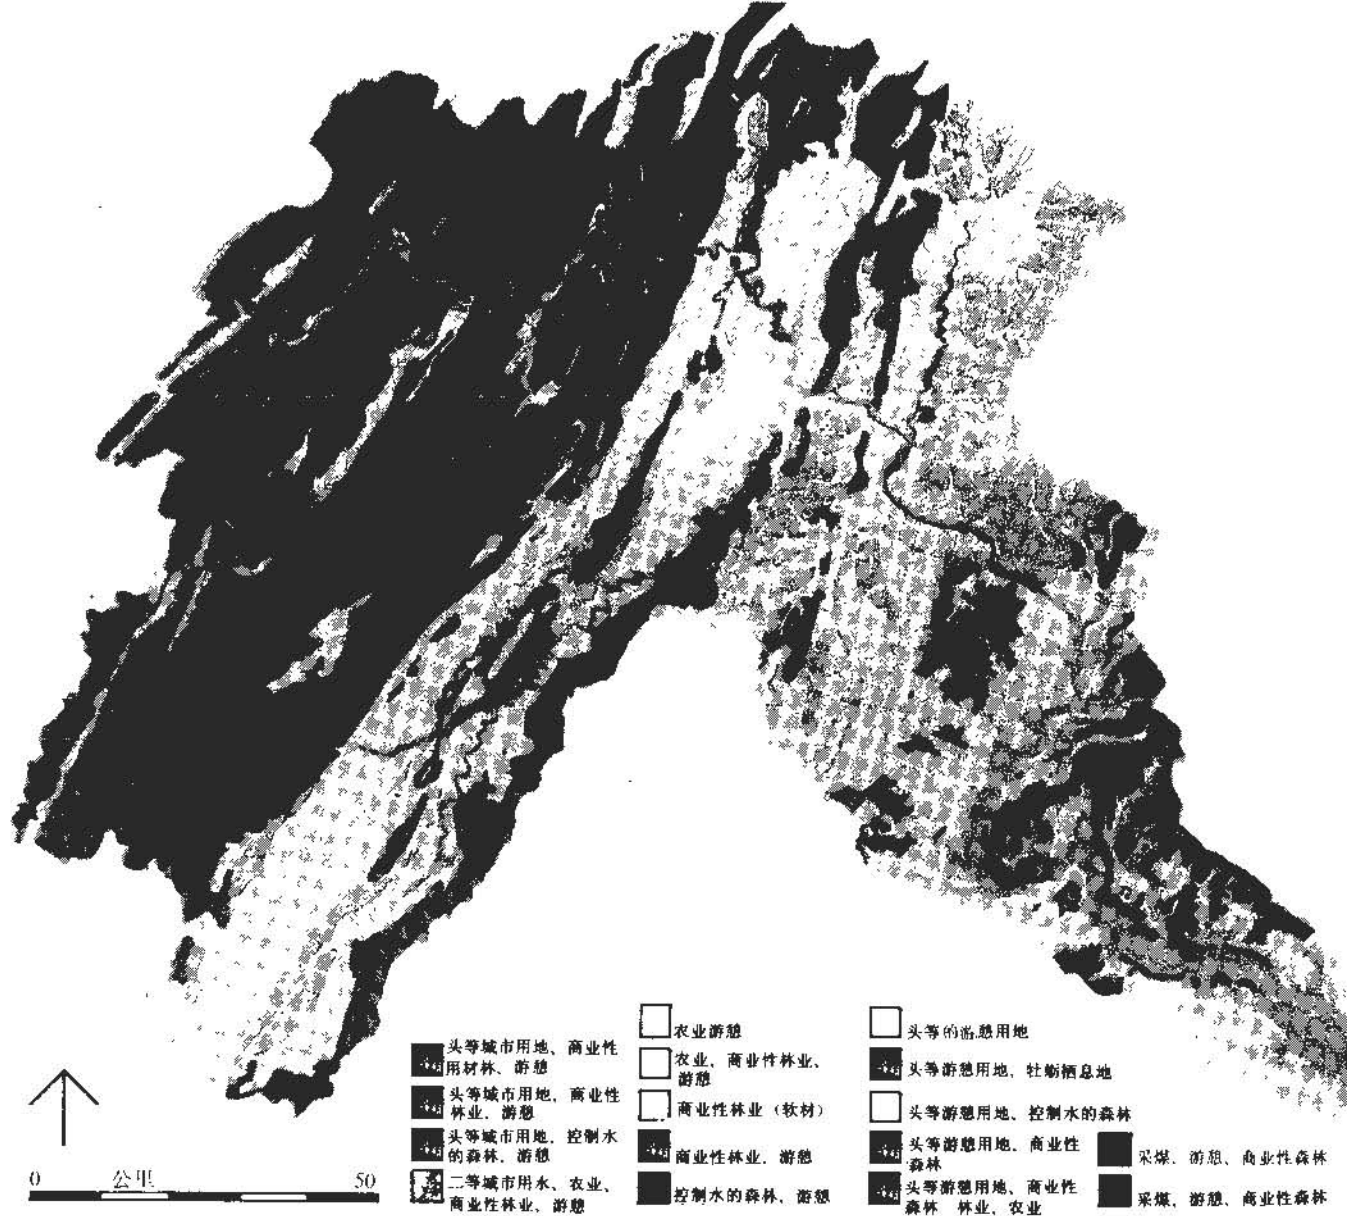 农业游憩
头等城市用地、商业性
用材林、游憩
农业、商业性林业、
游憩
头等城市用地、商业性
林业、游憩
商业性林业（软材）
头等城市用地、控制水
的森林、游憩
商业性林业、游憩
二等城市用水、农业、
商业性林业、游憩
控制水的森林、游憩
头等的游憩用地
头等游憩用地、牡蛎栖息地
头等游憩用地、控制水的森林
头等游憩用地、商业性
森林
头等游憩用地、商业性
森林 林业、农业
采煤、游憩、商业性森林
采煤、游憩、商业性森林
0 公里 50